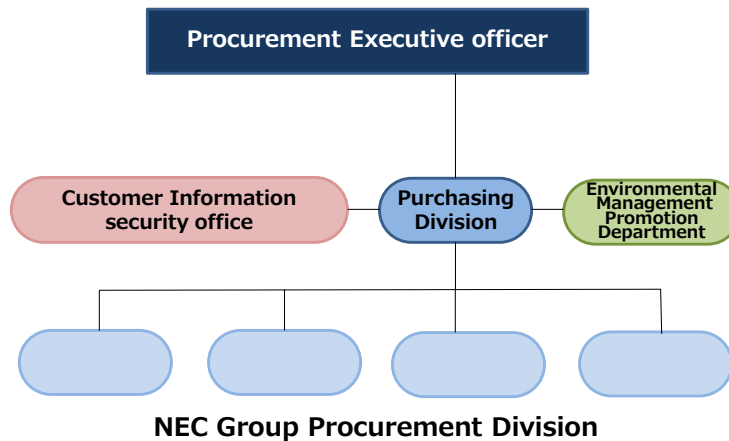 Procurement Executive officer
Customer Information
security office
Purchasing
Division
Environmental
Management
Promotion
Department
NEC Group Procurement Division